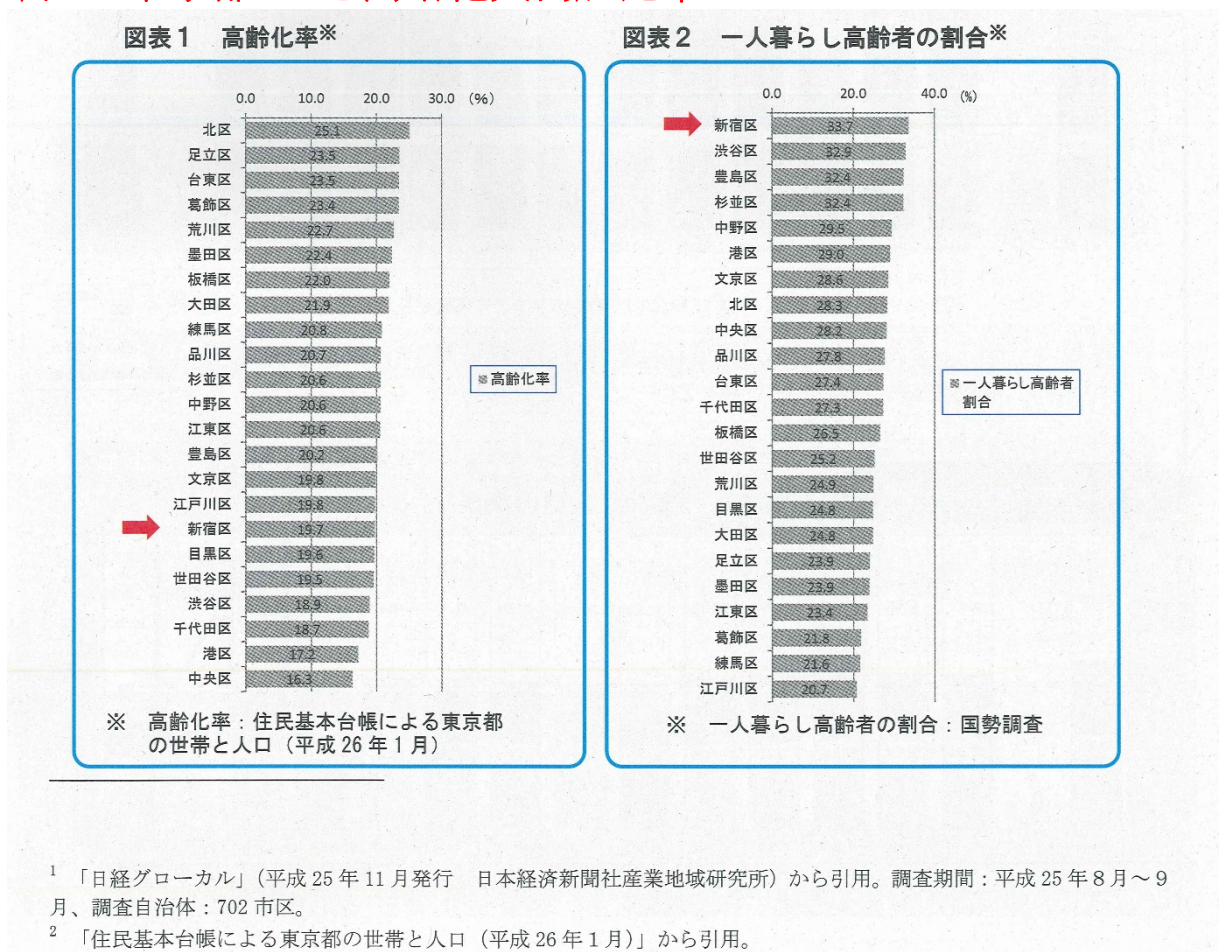 図表1 高齢化率※
0.0 10.0 20.0 30.0 (%)
北区 25.1
足立区 23.5
台東区 23.5
葛飾区 23.4
荒川区 22.7
墨田区 22.4
板橋区 22.0
大田区 21.9
練馬区 20.8
品川区 20.7
杉並区 20.6
中野区 20.6
江東区 20.6
豊島区 20.2
文京区 19.8
江戸川区 19.8
新宿区 19.7
目黒区 19.6
世田谷区 19.5
渋谷区 18.9
千代田区 18.7
港区 17.2
中央区 16.3
高齢化率
※ 高齢化率:住民基本台帳による東京都
の世帯と人口(平成26年1月)
図表2 一人暮らし高齢者の割合※
0.0 20.0 40.0 (%)
新宿区 33.7
渋谷区 32.9
豊島区 32.4
杉並区 32.4
中野区 29.5
港区 29.0
文京区 28.6
北区 28.3
中央区 28.2
品川区 27.8
台東区 27.4
千代田区 27.3
板橋区 26.5
世田谷区 25.2
荒川区 24.9
目黒区 24.8
大田区 24.8
足立区 23.9
墨田区 23.9
江東区 23.4
葛飾区 21.8
練馬区 21.6
江戸川区 20.7
一人暮らし高齢者
割合
※ 一人暮らし高齢者の割合:国勢調査
1 「日経グローカル」(平成25年11月発行 日本経済新聞社産業地域研究所)から引用。調査期間:平成25年8月~9
月、調査自治体:702市区。
2 「住民基本台帳による東京都の世帯と人口(平成26年1月)」から引用。